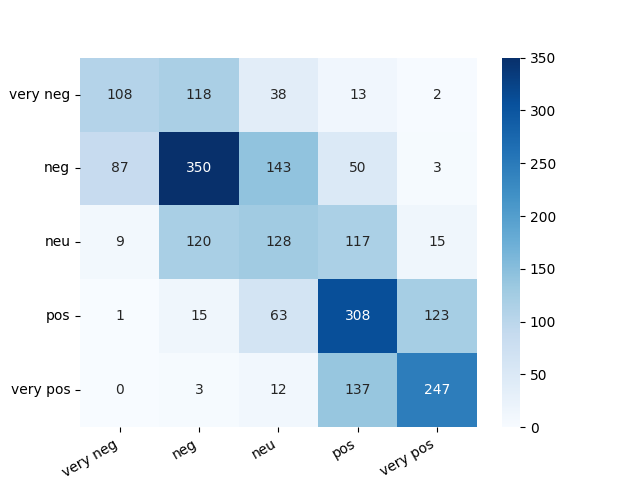 350
very neg 108 118 38 13 2
300
neg 87 350 143 50 3
250
200
neu 9 120 128 117 15
150
pos 1 15 63 308 123
100
very pos 0 3 12 137 247
50
0
very neg neg neu pos very pos